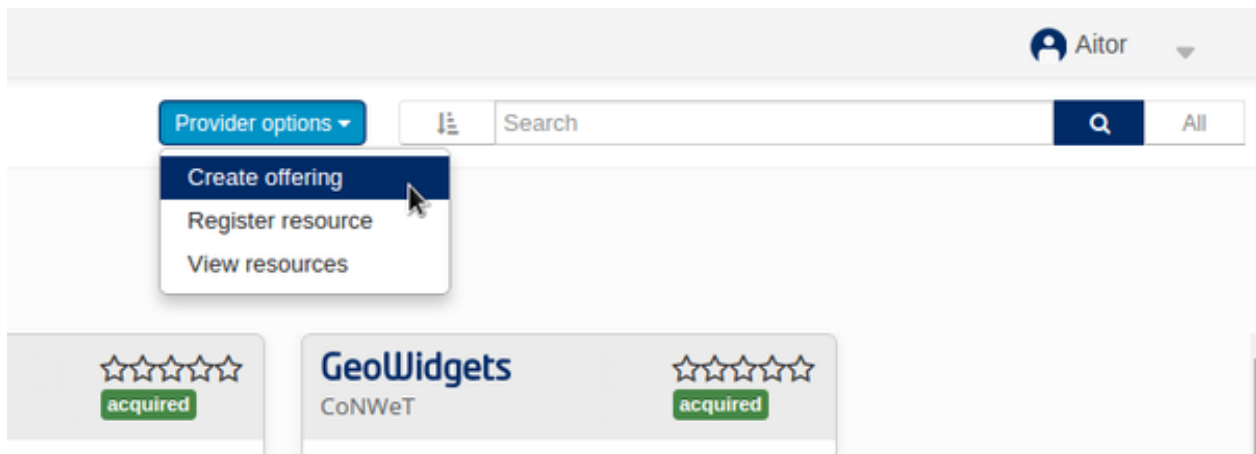 Aitor
Provider options
Search
All
Create offering
Register resource
View resources
acquired
GeoWidgets
CoNWeT
acquired